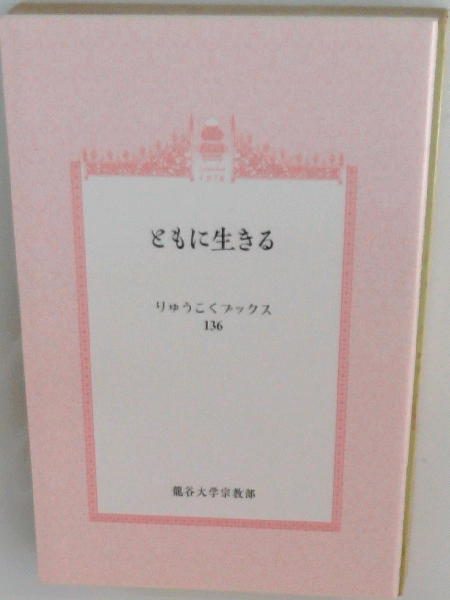 ともに生きる
りゅうこくブックス
136
龍谷大学宗教部